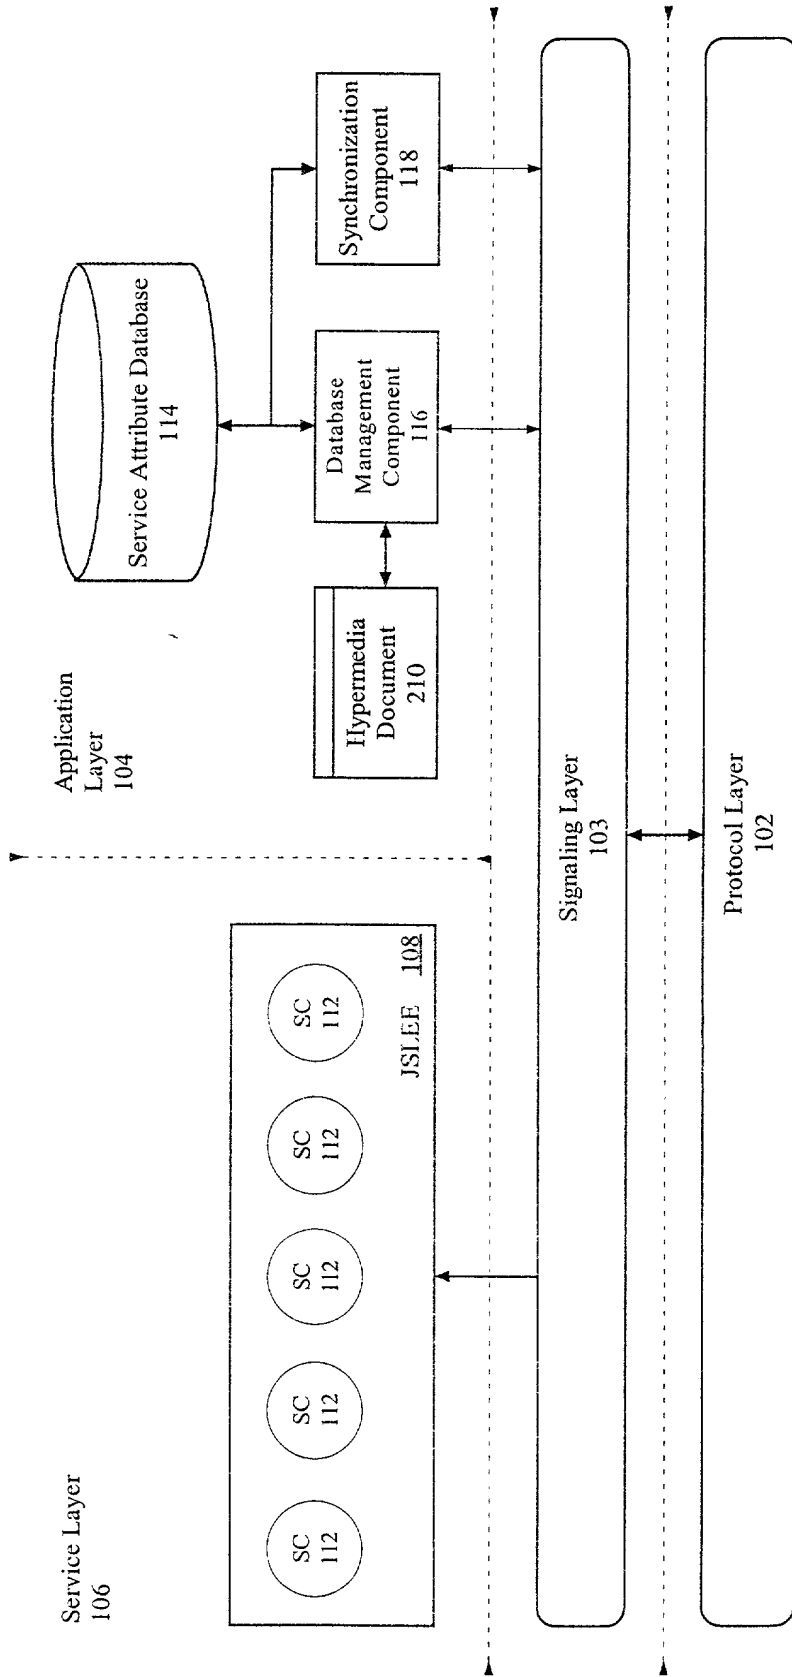 Service Layer
106
SC
112
SC
112
SC
112
SC
112
SC
112
JSLEE 108
Application
Layer
104
Service Attribute Database
114
Hypermedia
Document
210
Database
Management
Component
116
Synchronization
Component
118
Signaling Layer
103
Protocol Layer
102